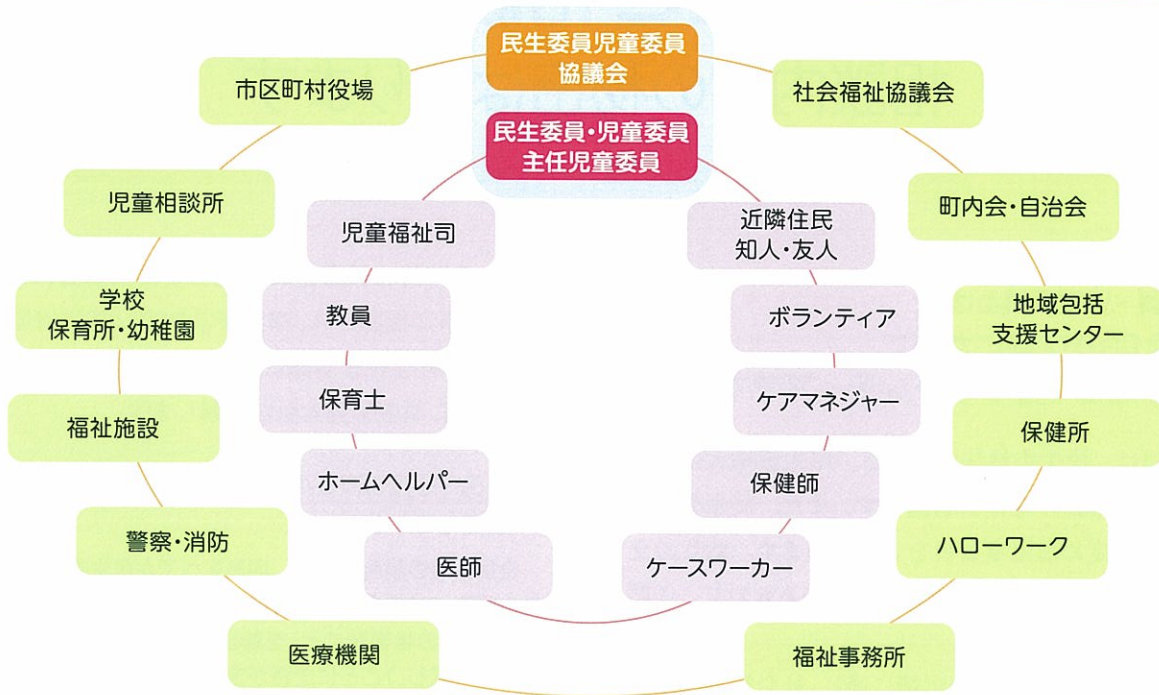 民生委員児童委員
協議会
市区町村役場
社会福祉協議会
民生委員・児童委員
主任児童委員
児童相談所
町内会・自治会
児童福祉司
近隣住民
知人・友人
学校
保育所・幼稚園
教員
ボランティア
地域包括
支援センター
保育士
ケアマネジャー
福祉施設
保健所
ホームヘルパー
保健師
警察・消防
ハローワーク
医師
ケースワーカー
医療機関
福祉事務所